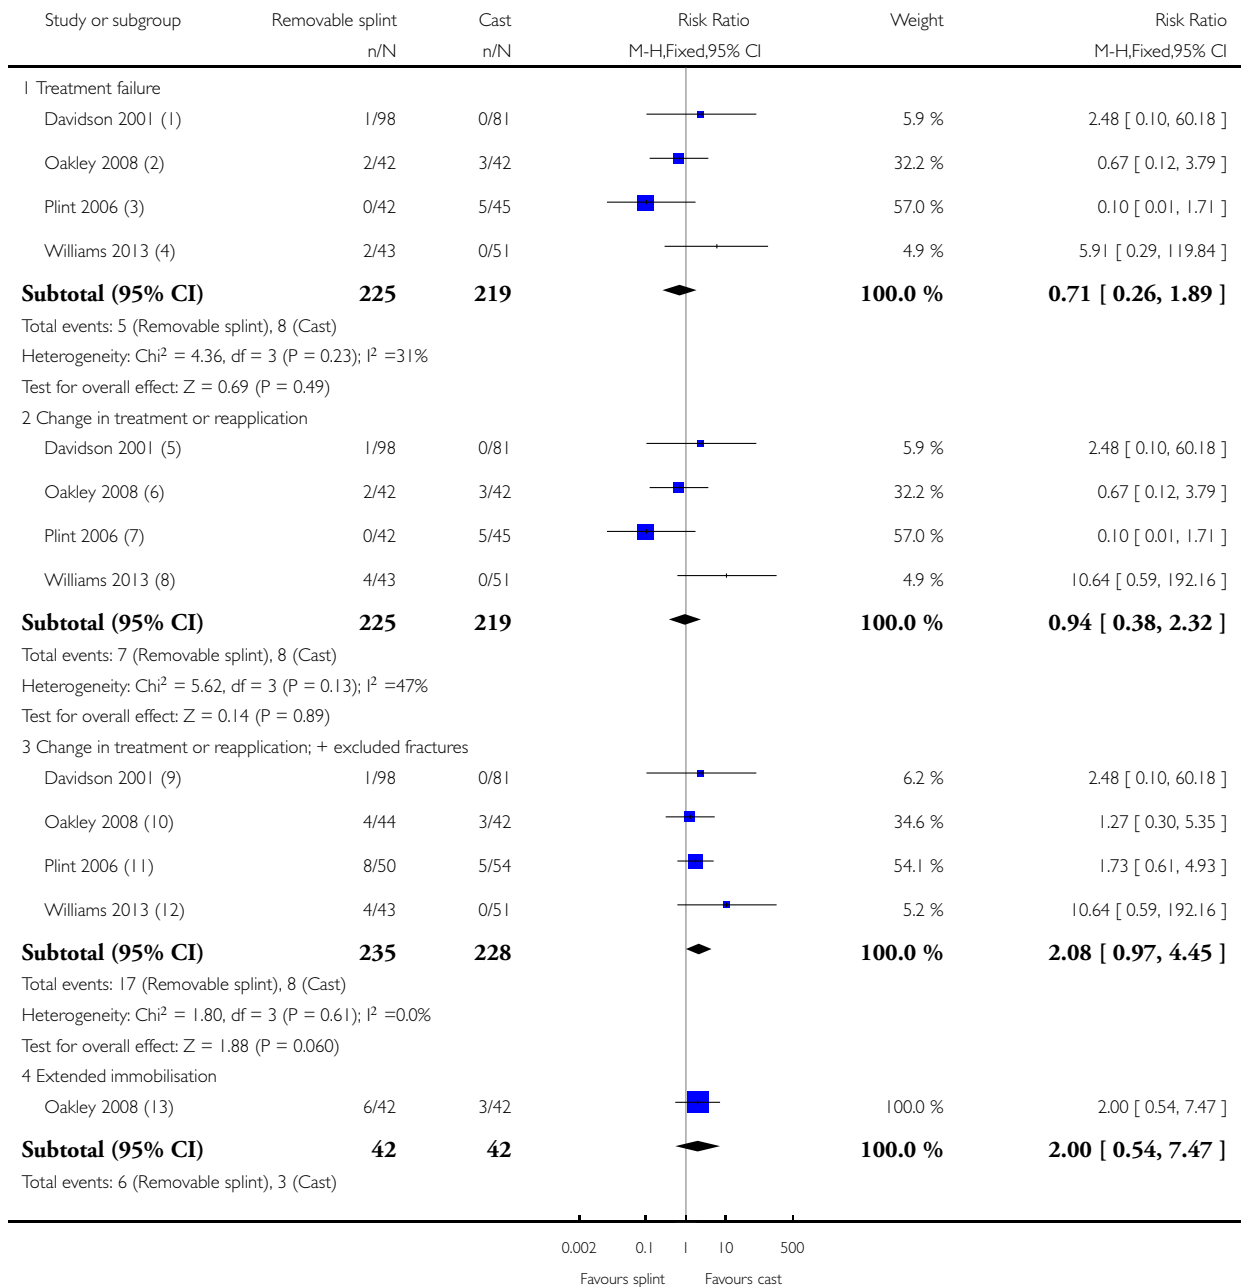 Study or subgroup Removable splint Cast Risk Ratio Weight Risk Ratio
n/N n/N M-H,Fixed,95% CI M-H,Fixed,95% CI
1 Treatment failure
Davidson 2001 (1) 1/98 0/81 5.9 % 2.48 [ 0.10, 60.18 ]
Oakley 2008 (2) 2/42 3/42 32.2 % 0.67 [ 0.12, 3.79 ]
Plint 2006 (3) 0/42 5/45 57.0 % 0.10 [ 0.01, 1.71 ]
Williams 2013 (4) 2/43 0/51 4.9 % 5.91 [ 0.29, 119.84 ]
Subtotal (95% CI) 225 219 100.0 % 0.71 [ 0.26, 1.89 ]
Total events: 5 (Removable splint), 8 (Cast)
Heterogeneity: Chi² = 4.36, df = 3 (P = 0.23); I² =31%
Test for overall effect: Z = 0.69 (P = 0.49)
2 Change in treatment or reapplication
Davidson 2001 (5) 1/98 0/81 5.9 % 2.48 [ 0.10, 60.18 ]
Oakley 2008 (6) 2/42 3/42 32.2 % 0.67 [ 0.12, 3.79 ]
Plint 2006 (7) 0/42 5/45 57.0 % 0.10 [ 0.01, 1.71 ]
Williams 2013 (8) 4/43 0/51 4.9 % 10.64 [ 0.59, 192.16 ]
Subtotal (95% CI) 225 219 100.0 % 0.94 [ 0.38, 2.32 ]
Total events: 7 (Removable splint), 8 (Cast)
Heterogeneity: Chi² = 5.62, df = 3 (P = 0.13); I² =47%
Test for overall effect: Z = 0.14 (P = 0.89)
3 Change in treatment or reapplication; + excluded fractures
Davidson 2001 (9) 1/98 0/81 6.2 % 2.48 [ 0.10, 60.18 ]
Oakley 2008 (10) 4/44 3/42 34.6 % 1.27 [ 0.30, 5.35 ]
Plint 2006 (11) 8/50 5/54 54.1 % 1.73 [ 0.61, 4.93 ]
Williams 2013 (12) 4/43 0/51 5.2 % 10.64 [ 0.59, 192.16 ]
Subtotal (95% CI) 235 228 100.0 % 2.08 [ 0.97, 4.45 ]
Total events: 17 (Removable splint), 8 (Cast)
Heterogeneity: Chi² = 1.80, df = 3 (P = 0.61); I² =0.0%
Test for overall effect: Z = 1.88 (P = 0.060)
4 Extended immobilisation
Oakley 2008 (13) 6/42 3/42 100.0 % 2.00 [ 0.54, 7.47 ]
Subtotal (95% CI) 42 42 100.0 % 2.00 [ 0.54, 7.47 ]
Total events: 6 (Removable splint), 3 (Cast)
0.002 0.1 1 10 500
Favours splint Favours cast